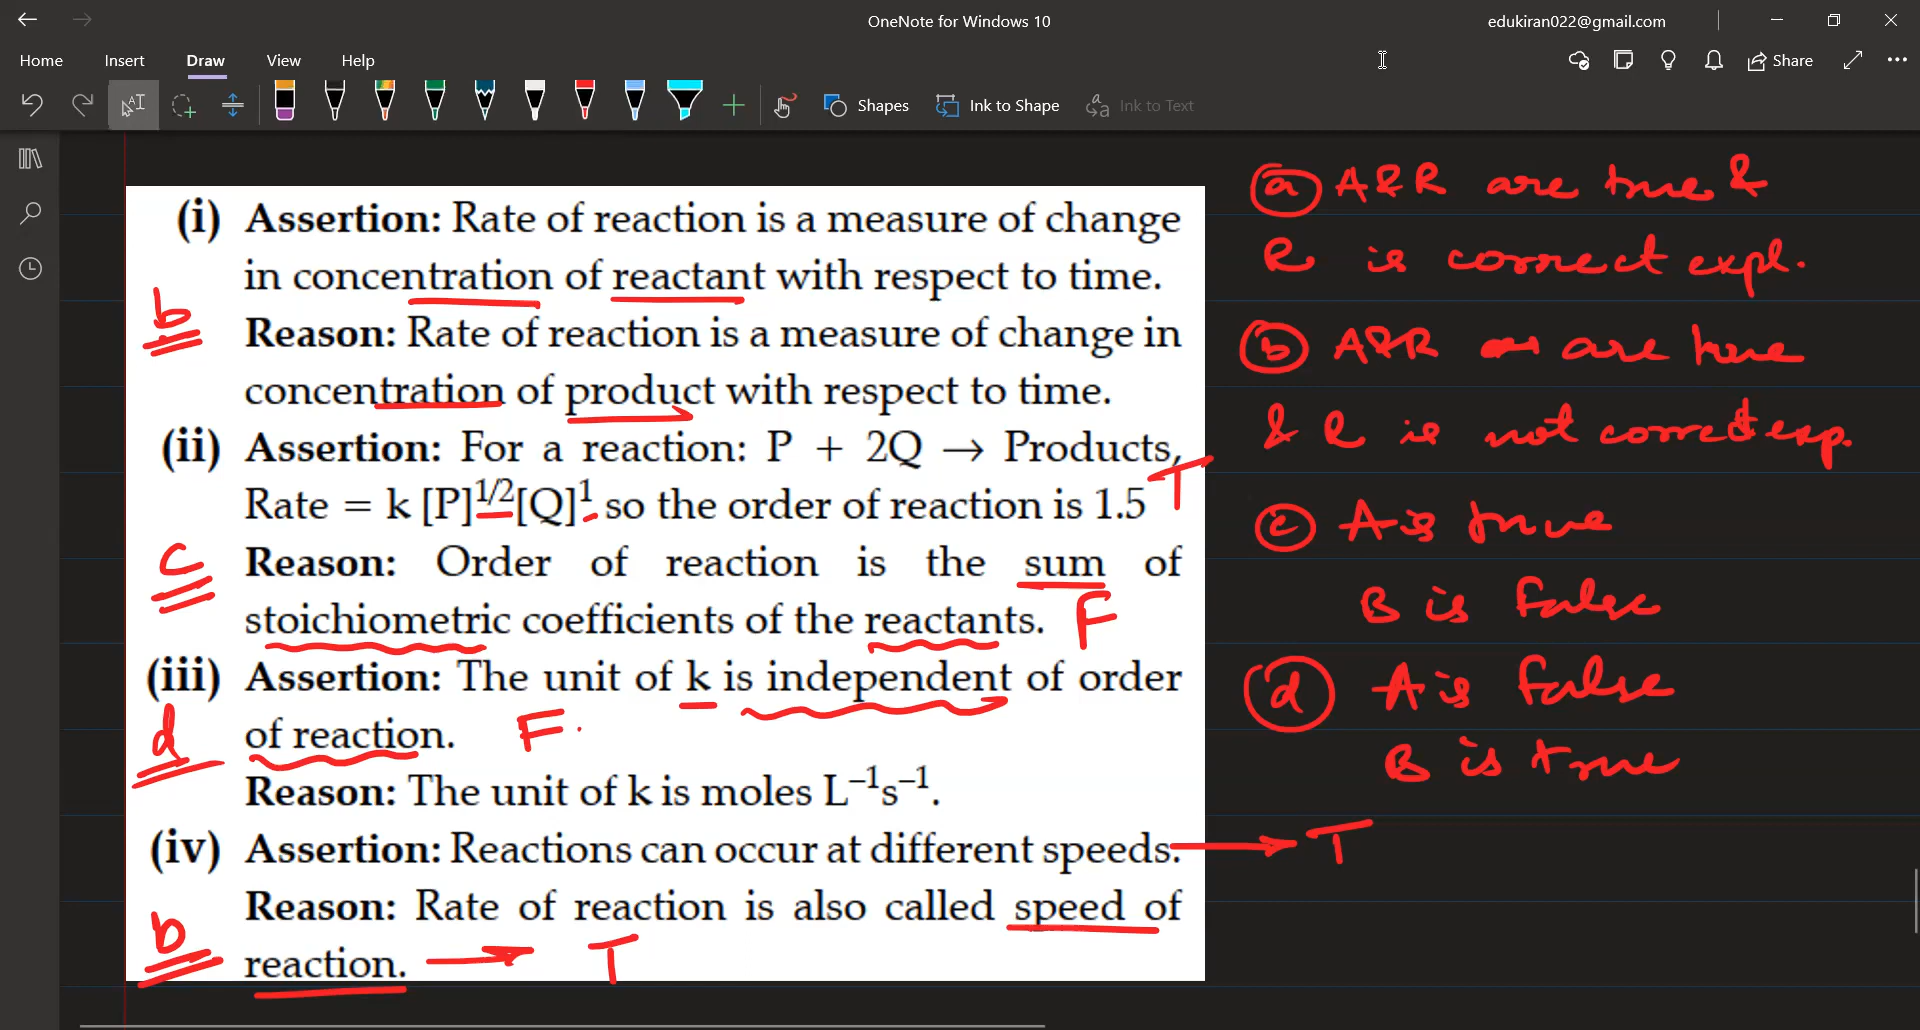 OneNote for Windows 10
edukiran022@gmail.com
Home Insert Draw View Help
Share
Shapes Ink to Shape Ink to Text
(i) Assertion: Rate of reaction is a measure of change
in concentration of reactant with respect to time.
b
Reason: Rate of reaction is a measure of change in
concentration of product with respect to time.
(ii) Assertion: For a reaction: P + 2Q → Products,
Rate = k [P]^1/2[Q]^1 so the order of reaction is 1.5 T
c
Reason: Order of reaction is the sum of
stoichiometric coefficients of the reactants. F
(iii) Assertion: The unit of k is independent of order
of reaction. F.
d
Reason: The unit of k is moles L⁻¹s⁻¹.
(iv) Assertion: Reactions can occur at different speeds. → T
Reason: Rate of reaction is also called speed of
b
reaction. → T
(a) A&R are true &
R is correct expl.
(b) A&R are true
& R is not correct exp.
(c) A is true
B is false
(d) A is false
B is true